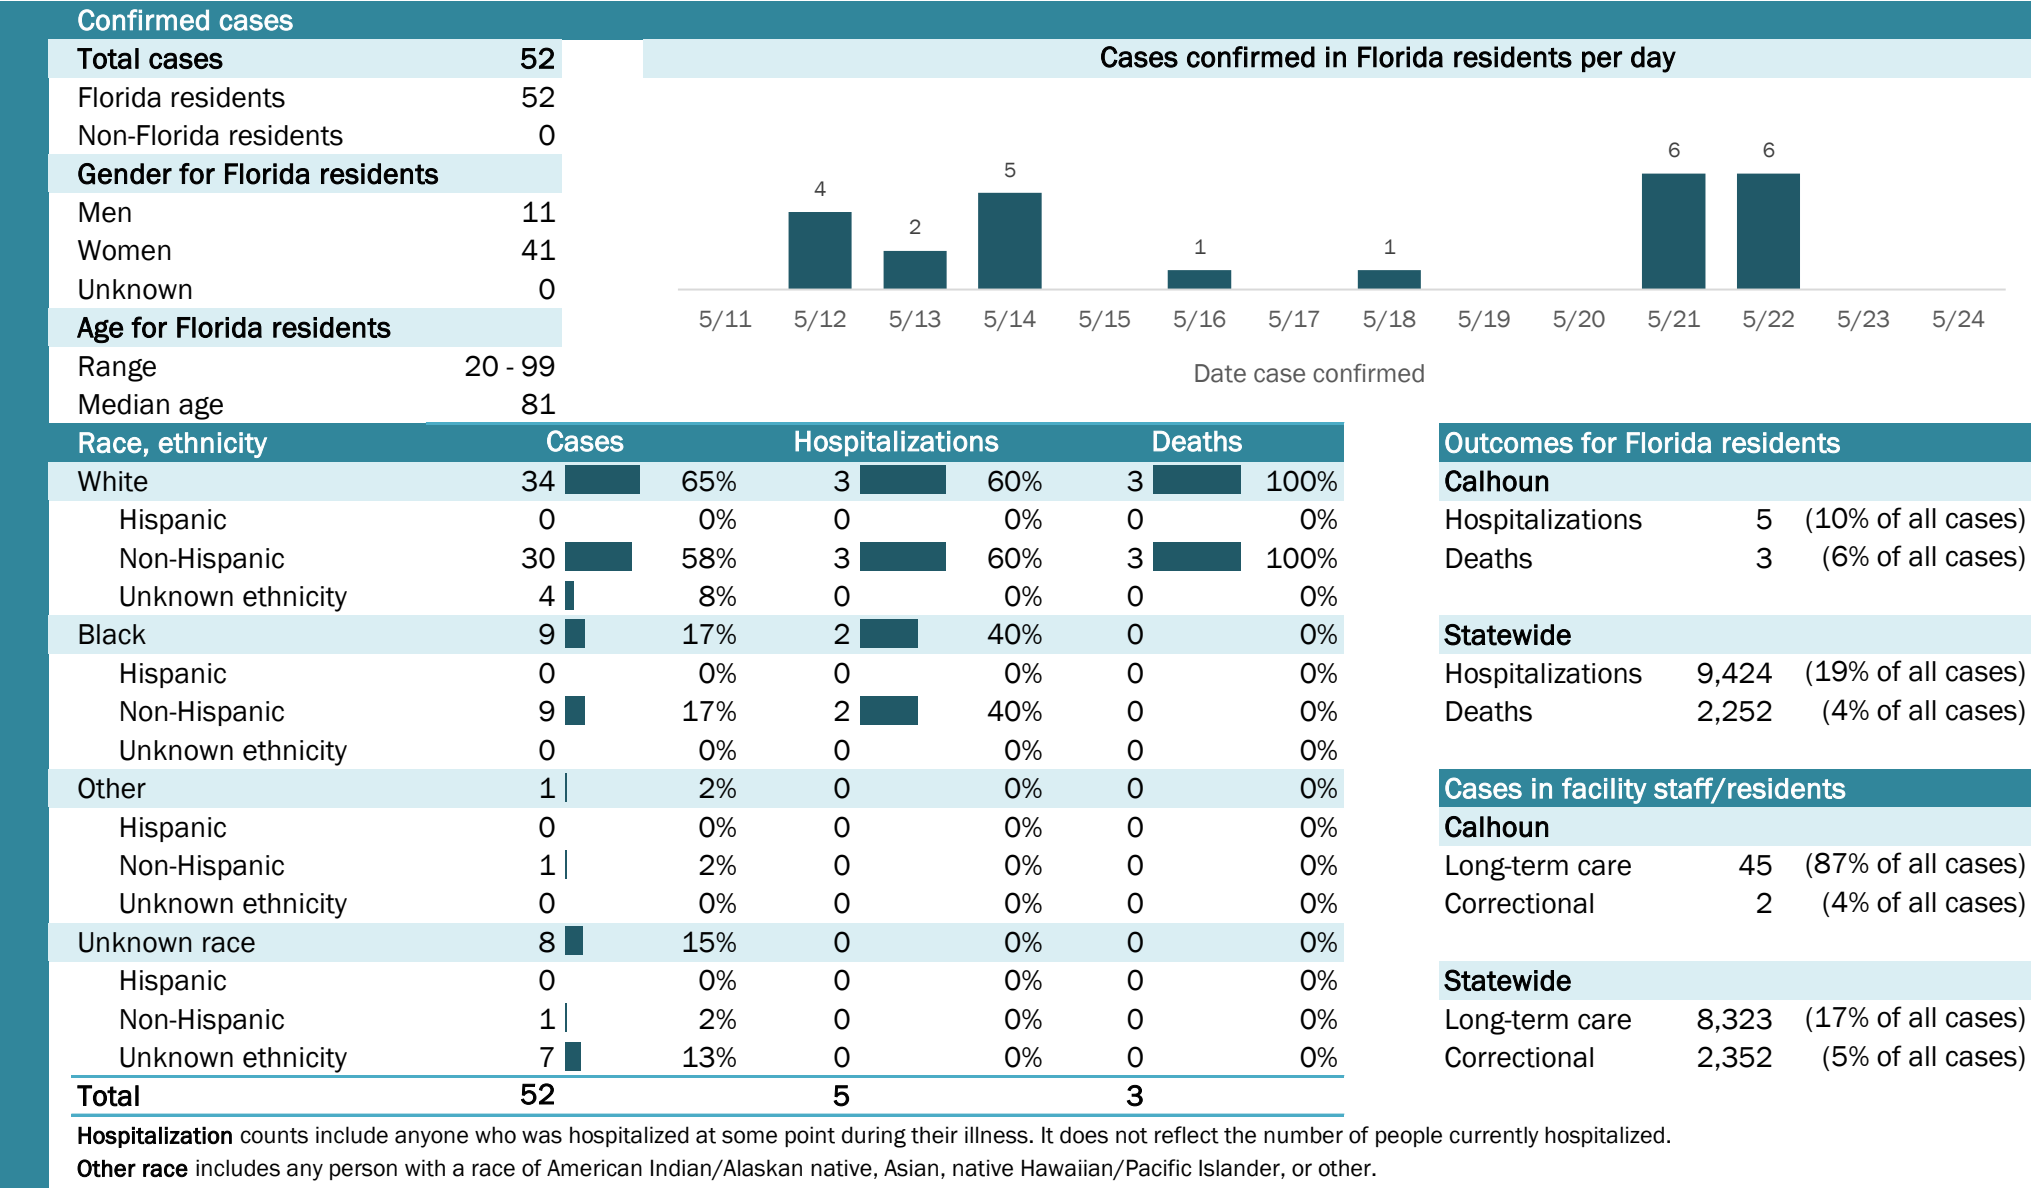 Confirmed cases
Total cases 52
Florida residents 52
Non-Florida residents 0
Gender for Florida residents
Men 11
Women 41
Unknown 0
Age for Florida residents
Range 20 - 99
Median age 81
Cases confirmed in Florida residents per day
4 2 5 1 1 6 6
5/11 5/12 5/13 5/14 5/15 5/16 5/17 5/18 5/19 5/20 5/21 5/22 5/23 5/24
Date case confirmed
Race, ethnicity Cases Hospitalizations Deaths
White 34 65% 3 60% 3 100%
Hispanic 0 0% 0 0% 0 0%
Non-Hispanic 30 58% 3 60% 3 100%
Unknown ethnicity 4 8% 0 0% 0 0%
Black 9 17% 2 40% 0 0%
Hispanic 0 0% 0 0% 0 0%
Non-Hispanic 9 17% 2 40% 0 0%
Unknown ethnicity 0 0% 0 0% 0 0%
Other 1 2% 0 0% 0 0%
Hispanic 0 0% 0 0% 0 0%
Non-Hispanic 1 2% 0 0% 0 0%
Unknown ethnicity 0 0% 0 0% 0 0%
Unknown race 8 15% 0 0% 0 0%
Hispanic 0 0% 0 0% 0 0%
Non-Hispanic 1 2% 0 0% 0 0%
Unknown ethnicity 7 13% 0 0% 0 0%
Total 52 5 3
Outcomes for Florida residents
Calhoun
Hospitalizations 5 (10% of all cases)
Deaths 3 (6% of all cases)
Statewide
Hospitalizations 9,424 (19% of all cases)
Deaths 2,252 (4% of all cases)
Cases in facility staff/residents
Calhoun
Long-term care 45 (87% of all cases)
Correctional 2 (4% of all cases)
Statewide
Long-term care 8,323 (17% of all cases)
Correctional 2,352 (5% of all cases)
Hospitalization counts include anyone who was hospitalized at some point during their illness. It does not reflect the number of people currently hospitalized.
Other race includes any person with a race of American Indian/Alaskan native, Asian, native Hawaiian/Pacific Islander, or other.